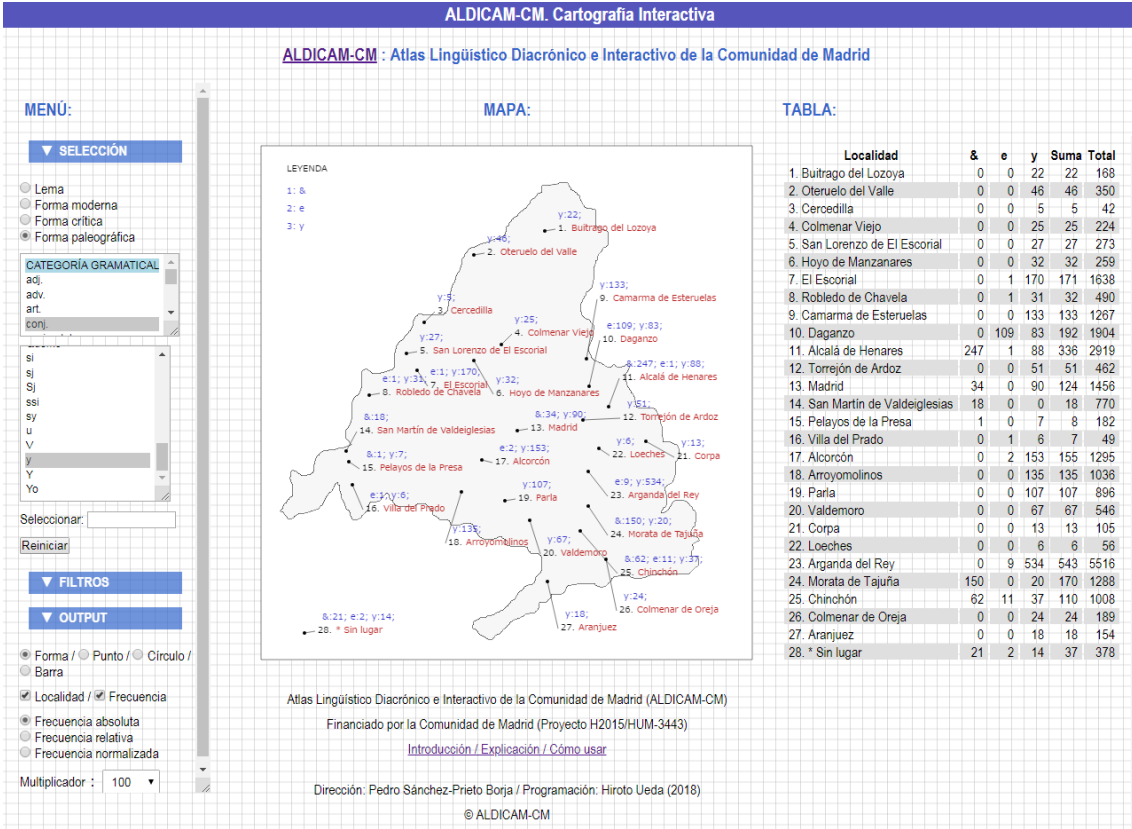 ALDICAM-CM. Cartografia Interactiva
ALDICAM-CM : Atlas Lingüístico Diacrónico e Interactivo de la Comunidad de Madrid
MENÚ:
▼ SELECCIÓN
Lema
Forma moderna
Forma crítica
Forma paleográfica
CATEGORÍA GRAMATICAL
adj.
adv.
art.
conj.
si
sj
Sj
ssi
sy
u
V
y
Y
Yo
Seleccionar:
Reiniciar
▼ FILTROS
▼ OUTPUT
Forma / Punto / Círculo /
Barra
Localidad / Frecuencia
Frecuencia absoluta
Frecuencia relativa
Frecuencia normalizada
Multiplicador : 100
MAPA:
LEYENDA
1: &
2: e
3: y
y:22;
1. Buitrago del Lozoya
y:46;
2. Oteruelo del Valle
y:133;
9. Camarma de Esteruelas
y:5;
3. Cercedilla
y:25;
4. Colmenar Viejo
e:109; y:83;
10. Daganzo
y:27;
5. San Lorenzo de El Escorial
&:247; e:1; y:88;
11. Alcalá de Henares
e:1; y:170;
7. El Escorial
e:1; y:31;
8. Robledo de Chavela
y:32;
6. Hoyo de Manzanares
y:51;
12. Torrejón de Ardoz
&:34; y:90;
13. Madrid
&:18;
14. San Martín de Valdeiglesias
y:6;
22. Loeches
y:13;
21. Corpa
e:2; y:153;
17. Alcorcón
&:1; y:7;
15. Pelayos de la Presa
y:107;
19. Parla
e:9; y:534;
23. Arganda del Rey
e:1; y:6;
16. Villa del Prado
&:150; y:20;
24. Morata de Tajuña
y:135;
18. Arroyomolinos
y:67;
20. Valdemoro
&:62; e:11; y:37;
25. Chinchón
y:24;
26. Colmenar de Oreja
y:18;
27. Aranjuez
&:21; e:2; y:14;
28. * Sin lugar
Atlas Lingüístico Diacrónico e Interactivo de la Comunidad de Madrid (ALDICAM-CM)
Financiado por la Comunidad de Madrid (Proyecto H2015/HUM-3443)
Introducción / Explicación / Cómo usar
Dirección: Pedro Sánchez-Prieto Borja / Programación: Hiroto Ueda (2018)
© ALDICAM-CM
TABLA:
Localidad & e y Suma Total
1. Buitrago del Lozoya 0 0 22 22 168
2. Oteruelo del Valle 0 0 46 46 350
3. Cercedilla 0 0 5 5 42
4. Colmenar Viejo 0 0 25 25 224
5. San Lorenzo de El Escorial 0 0 27 27 273
6. Hoyo de Manzanares 0 0 32 32 259
7. El Escorial 0 1 170 171 1638
8. Robledo de Chavela 0 1 31 32 490
9. Camarma de Esteruelas 0 0 133 133 1267
10. Daganzo 0 109 83 192 1904
11. Alcalá de Henares 247 1 88 336 2919
12. Torrejón de Ardoz 0 0 51 51 462
13. Madrid 34 0 90 124 1456
14. San Martín de Valdeiglesias 18 0 0 18 770
15. Pelayos de la Presa 1 0 7 8 182
16. Villa del Prado 0 1 6 7 49
17. Alcorcón 0 2 153 155 1295
18. Arroyomolinos 0 0 135 135 1036
19. Parla 0 0 107 107 896
20. Valdemoro 0 0 67 67 546
21. Corpa 0 0 13 13 105
22. Loeches 0 0 6 6 56
23. Arganda del Rey 0 9 534 543 5516
24. Morata de Tajuña 150 0 20 170 1288
25. Chinchón 62 11 37 110 1008
26. Colmenar de Oreja 0 0 24 24 189
27. Aranjuez 0 0 18 18 154
28. * Sin lugar 21 2 14 37 378